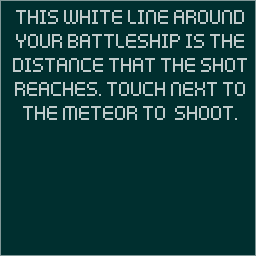 THIS WHITE LINE AROUND
YOUR BATTLESHIP IS THE
DISTANCE THAT THE SHOT
REACHES. TOUCH NEXT TO
THE METEOR TO  SHOOT.